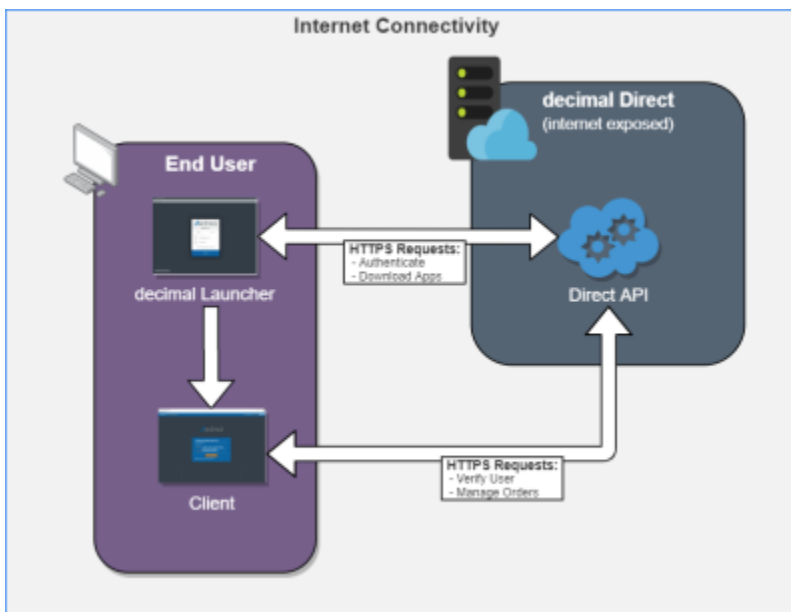 Internet Connectivity
decimal Direct
(internet exposed)
End User
HTTPS Requests:
- Authenticate
- Download Apps
decimal Launcher
Direct API
HTTPS Requests:
- Verify User
- Manage Orders
Client